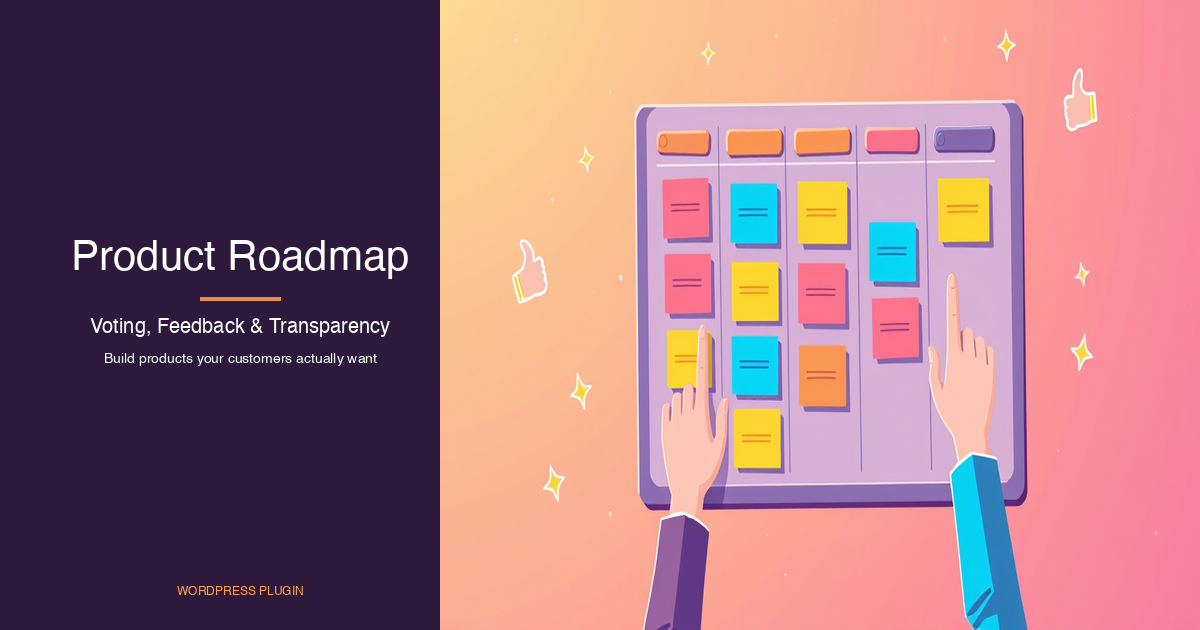 Product Roadmap
Voting, Feedback & Transparency
Build products your customers actually want
WORDPRESS PLUGIN